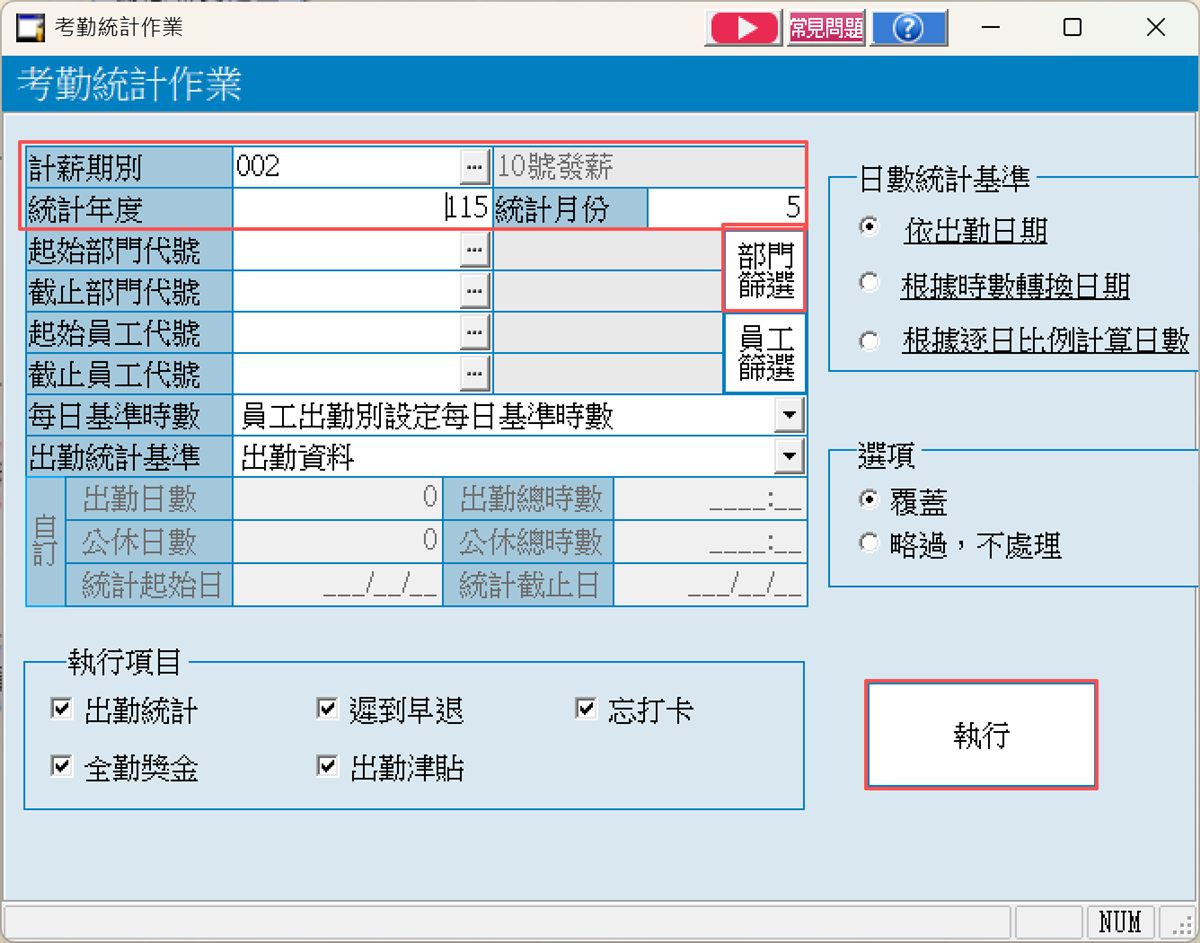 考勤統計作業
常見問題
?
考勤統計作業
計薪期別 002 ... 10號發薪
統計年度 115 統計月份 5
起始部門代號 ...
截止部門代號 ...
部門
篩選
起始員工代號 ...
截止員工代號 ...
員工
篩選
每日基準時數 員工出勤別設定每日基準時數
出勤統計基準 出勤資料
自訂
出勤日數 0 出勤總時數 ____:__
公休日數 0 公休總時數 ____:__
統計起始日 ___/__/__ 統計截止日 ___/__/__
日數統計基準
依出勤日期
根據時數轉換日期
根據逐日比例計算日數
選項
覆蓋
略過，不處理
執行項目
出勤統計 遲到早退 忘打卡
全勤獎金 出勤津貼
執行
NUM